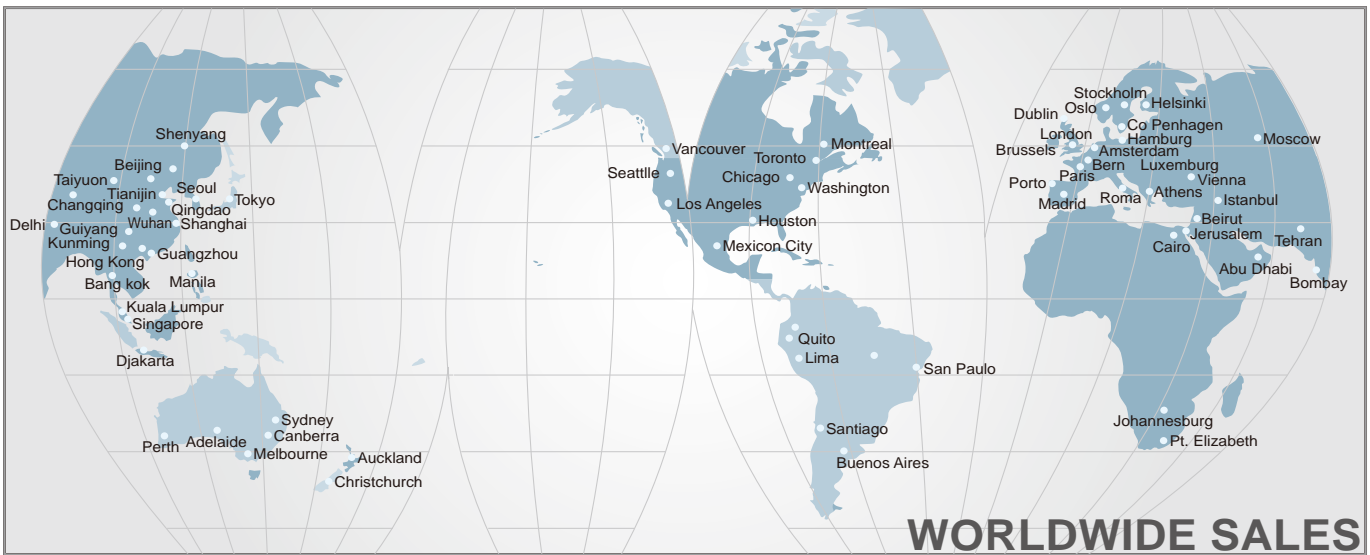 Shenyang
Beijing
Taiyuon
Tianjin
Seoul
Changqing
Qingdao
Tokyo
Delhi
Guiyang
Wuhan
Shanghai
Kunming
Guangzhou
Hong Kong
Bang kok
Manila
Kuala Lumpur
Singapore
Djakarta
Sydney
Canberra
Perth
Adelaide
Melbourne
Auckland
Christchurch
Vancouver
Seattlle
Los Angeles
Montreal
Toronto
Chicago
Washington
Houston
Mexicon City
Quito
Lima
San Paulo
Santiago
Buenos Aires
Stockholm
Oslo
Helsinki
Dublin
London
Co Penhagen
Hamburg
Brussels
Amsterdam
Moscow
Paris
Bern
Luxemburg
Vienna
Porto
Madrid
Roma
Athens
Istanbul
Beirut
Jerusalem
Cairo
Tehran
Abu Dhabi
Bombay
Johannesburg
Pt. Elizabeth
WORLDWIDE SALES